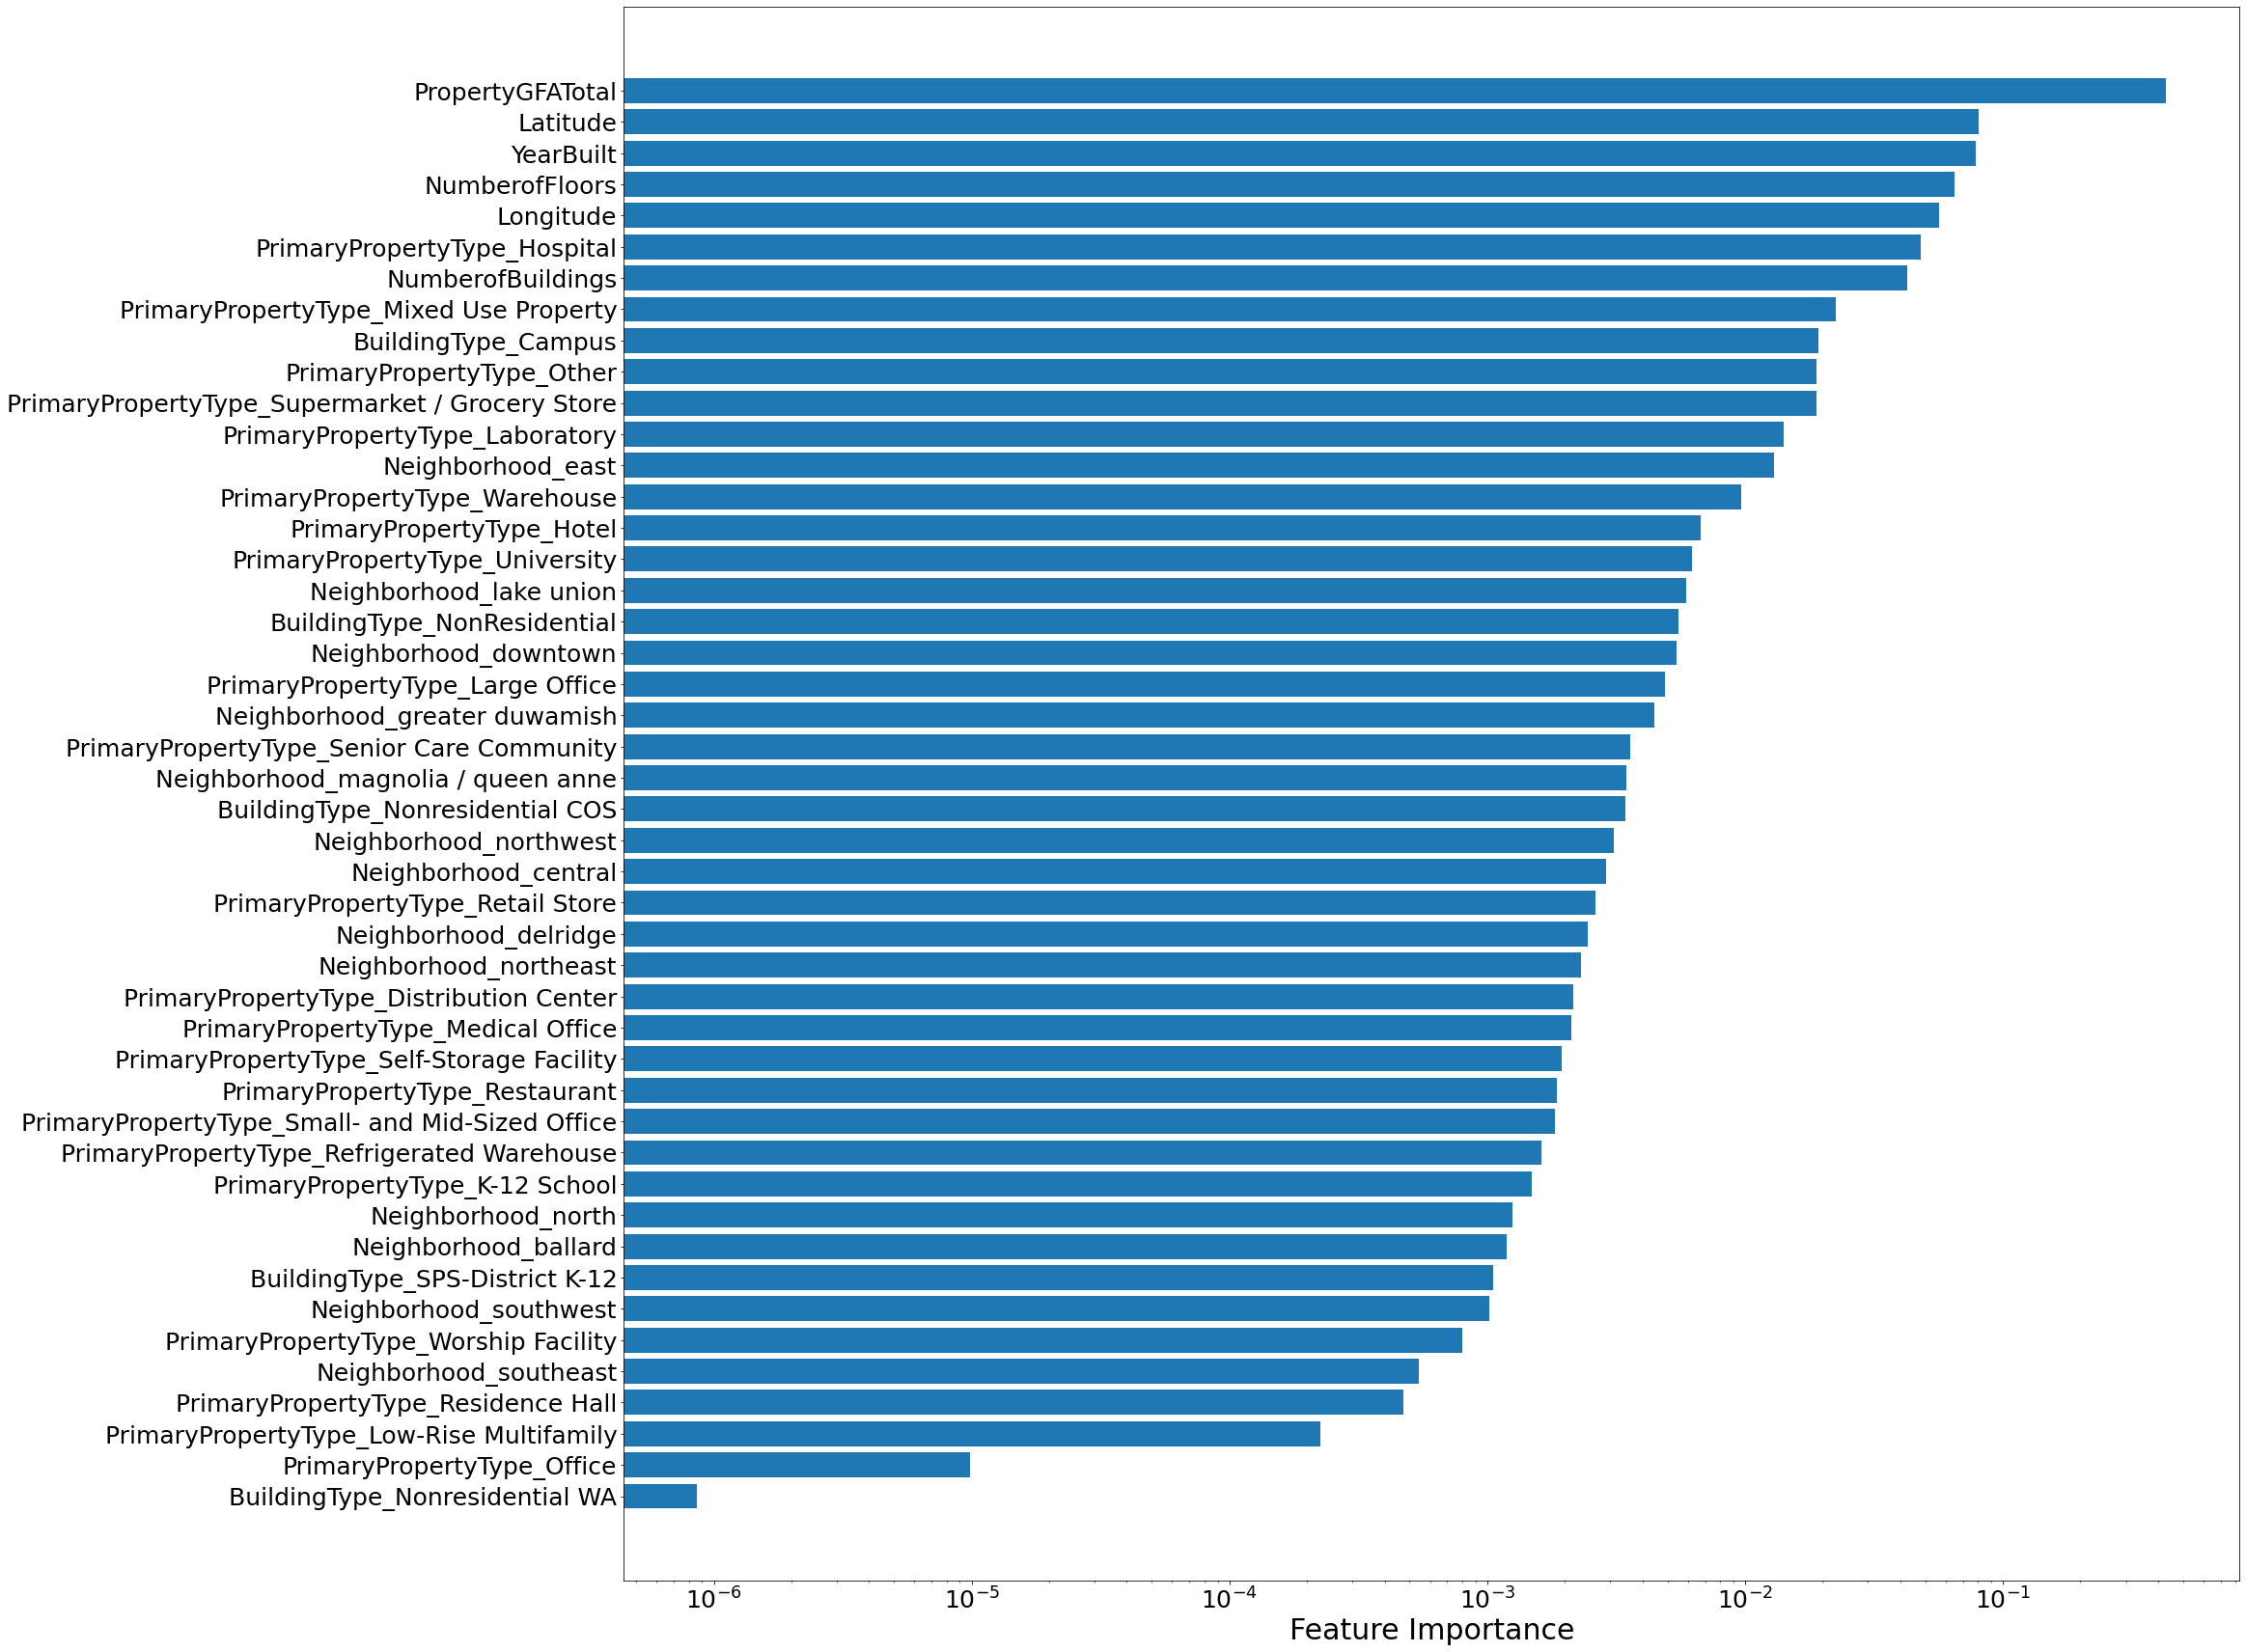 PropertyGFATotal
Latitude
YearBuilt
NumberofFloors
Longitude
PrimaryPropertyType_Hospital
NumberofBuildings
PrimaryPropertyType_Mixed Use Property
BuildingType_Campus
PrimaryPropertyType_Other
PrimaryPropertyType_Supermarket / Grocery Store
PrimaryPropertyType_Laboratory
Neighborhood_east
PrimaryPropertyType_Warehouse
PrimaryPropertyType_Hotel
PrimaryPropertyType_University
Neighborhood_lake union
BuildingType_NonResidential
Neighborhood_downtown
PrimaryPropertyType_Large Office
Neighborhood_greater duwamish
PrimaryPropertyType_Senior Care Community
Neighborhood_magnolia / queen anne
BuildingType_Nonresidential COS
Neighborhood_northwest
Neighborhood_central
PrimaryPropertyType_Retail Store
Neighborhood_delridge
Neighborhood_northeast
PrimaryPropertyType_Distribution Center
PrimaryPropertyType_Medical Office
PrimaryPropertyType_Self-Storage Facility
PrimaryPropertyType_Restaurant
PrimaryPropertyType_Small- and Mid-Sized Office
PrimaryPropertyType_Refrigerated Warehouse
PrimaryPropertyType_K-12 School
Neighborhood_north
Neighborhood_ballard
BuildingType_SPS-District K-12
Neighborhood_southwest
PrimaryPropertyType_Worship Facility
Neighborhood_southeast
PrimaryPropertyType_Residence Hall
PrimaryPropertyType_Low-Rise Multifamily
PrimaryPropertyType_Office
BuildingType_Nonresidential WA
10⁻⁶ 10⁻⁵ 10⁻⁴ 10⁻³ 10⁻² 10⁻¹
Feature Importance